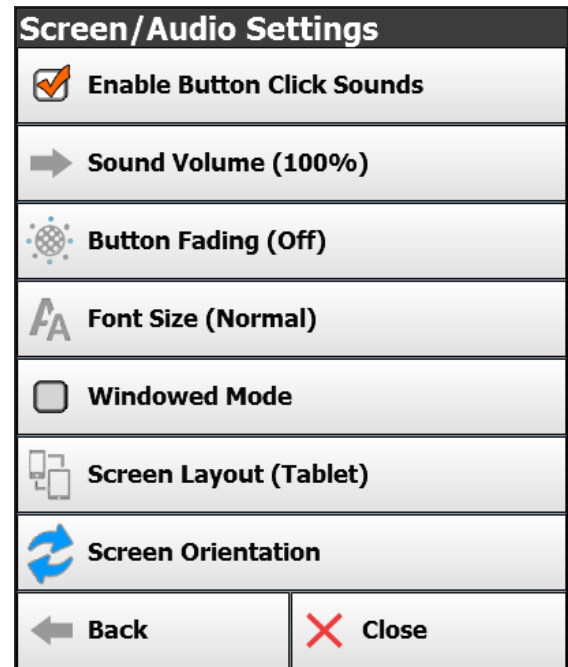 Screen/Audio Settings
Enable Button Click Sounds
Sound Volume (100%)
Button Fading (Off)
Font Size (Normal)
Windowed Mode
Screen Layout (Tablet)
Screen Orientation
Back
Close